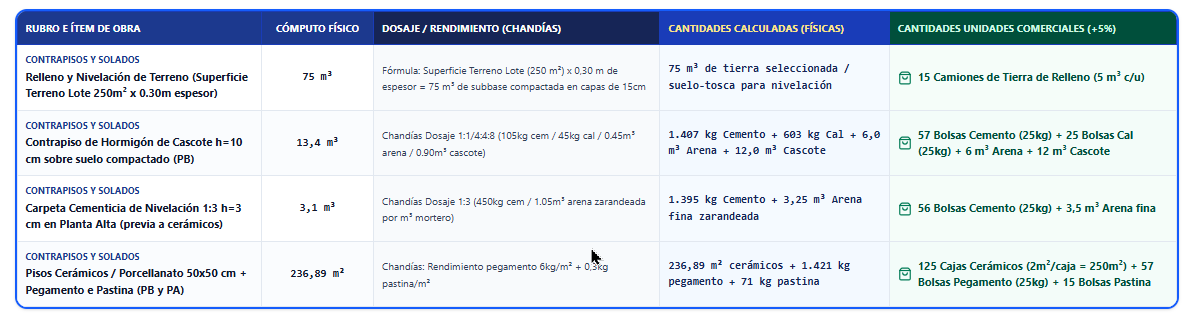 RUBRO E ÍTEM DE OBRA
CÓMPUTO FÍSICO
DOSAJE / RENDIMIENTO (CHANDÍAS)
CANTIDADES CALCULADAS (FÍSICAS)
CANTIDADES UNIDADES COMERCIALES (+5%)
CONTRAPISOS Y SOLADOS
Relleno y Nivelación de Terreno (Superficie
Terreno Lote 250m² x 0.30m espesor)
75 m³
Fórmula: Superficie Terreno Lote (250 m²) x 0,30 m de
espesor = 75 m³ de subbase compactada en capas de 15cm
75 m³ de tierra seleccionada /
suelo-tosca para nivelación
15 Camiones de Tierra de Relleno (5 m³ c/u)
CONTRAPISOS Y SOLADOS
Contrapiso de Hormigón de Cascote h=10
cm sobre suelo compactado (PB)
13,4 m³
Chandías Dosaje 1:1/4:4:8 (105kg cem / 45kg cal / 0.45m³
arena / 0.90m³ cascote)
1.407 kg Cemento + 603 kg Cal + 6,0
m³ Arena + 12,0 m³ Cascote
57 Bolsas Cemento (25kg) + 25 Bolsas Cal
(25kg) + 6 m³ Arena + 12 m³ Cascote
CONTRAPISOS Y SOLADOS
Carpeta Cementicia de Nivelación 1:3 h=3
cm en Planta Alta (previa a cerámicos)
3,1 m³
Chandías Dosaje 1:3 (450kg cem / 1.05m³ arena zarandeada
por m³ mortero)
1.395 kg Cemento + 3,25 m³ Arena
fina zarandeada
56 Bolsas Cemento (25kg) + 3,5 m³ Arena fina
CONTRAPISOS Y SOLADOS
Pisos Cerámicos / Porcellanato 50x50 cm +
Pegamento e Pastina (PB y PA)
236,89 m²
Chandías: Rendimiento pegamento 6kg/m² + 0,3kg
pastina/m²
236,89 m² cerámicos + 1.421 kg
pegamento + 71 kg pastina
125 Cajas Cerámicos (2m²/caja = 250m²) + 57
Bolsas Pegamento (25kg) + 15 Bolsas Pastina